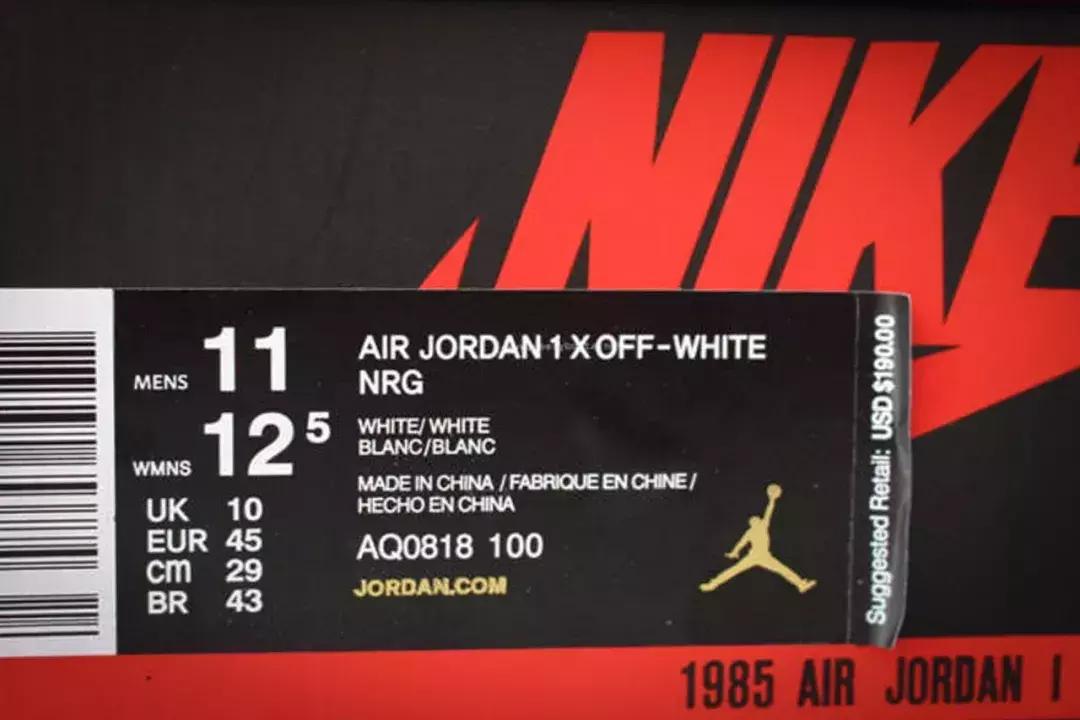 NIKE
MENS 11
WMNS 12 5
UK 10
EUR 45
CM 29
BR 43
AIR JORDAN 1 X OFF-WHITE
NRG
WHITE/ WHITE
BLANC/BLANC
MADE IN CHINA / FABRIQUE EN CHINE /
HECHO EN CHINA
AQ0818 100
JORDAN.COM
Suggested Retail: USD $190.00
1985 AIR JORDAN I